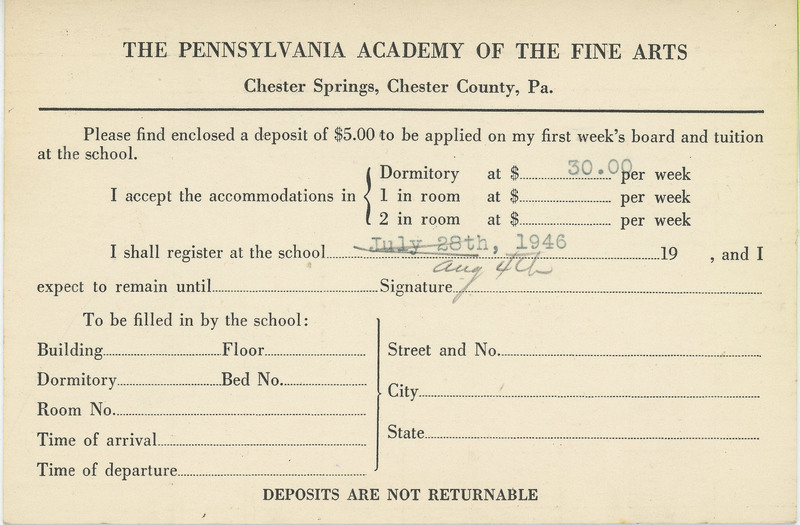 THE PENNSYLVANIA ACADEMY OF THE FINE ARTS
Chester Springs, Chester County, Pa.
Please find enclosed a deposit of $5.00 to be applied on my first week's board and tuition
at the school.
I accept the accommodations in { Dormitory at $ 30.00 per week
1 in room at $ per week
2 in room at $ per week
I shall register at the school July 28th, 1946 19 , and I
Aug 4th
expect to remain until Signature
To be filled in by the school:
Building Floor
Dormitory Bed No.
Room No.
Time of arrival
Time of departure
Street and No.
City
State
DEPOSITS ARE NOT RETURNABLE